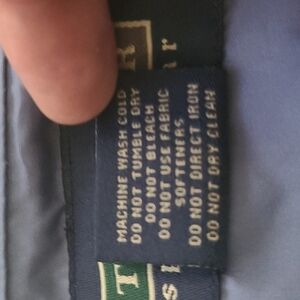 MACHINE WASH COLD
DO NOT TUMBLE DRY
DO NOT BLEACH
DO NOT USE FABRIC
SOFTENERS
DO NOT DIRECT IRON
DO NOT DRY CLEAN